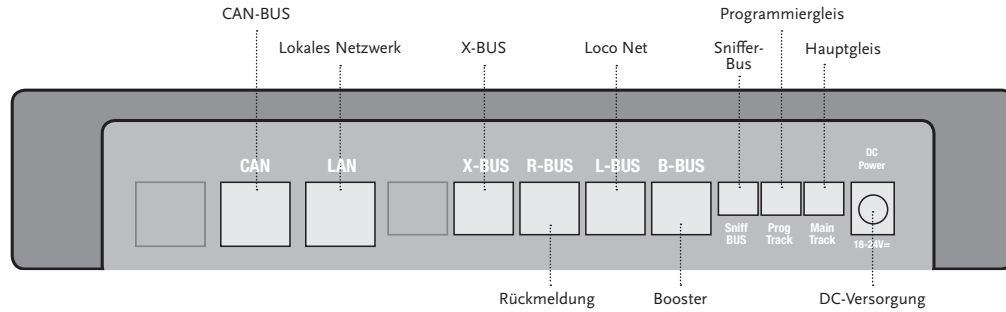 CAN-BUS
Programmiergleis
Lokales Netzwerk
X-BUS
Loco Net
Sniffer-
Bus
Hauptgleis
CAN
LAN
X-BUS
R-BUS
L-BUS
B-BUS
DC
Power
Sniff
BUS
Prog
Track
Main
Track
18-24V=
Rückmeldung
Booster
DC-Versorgung